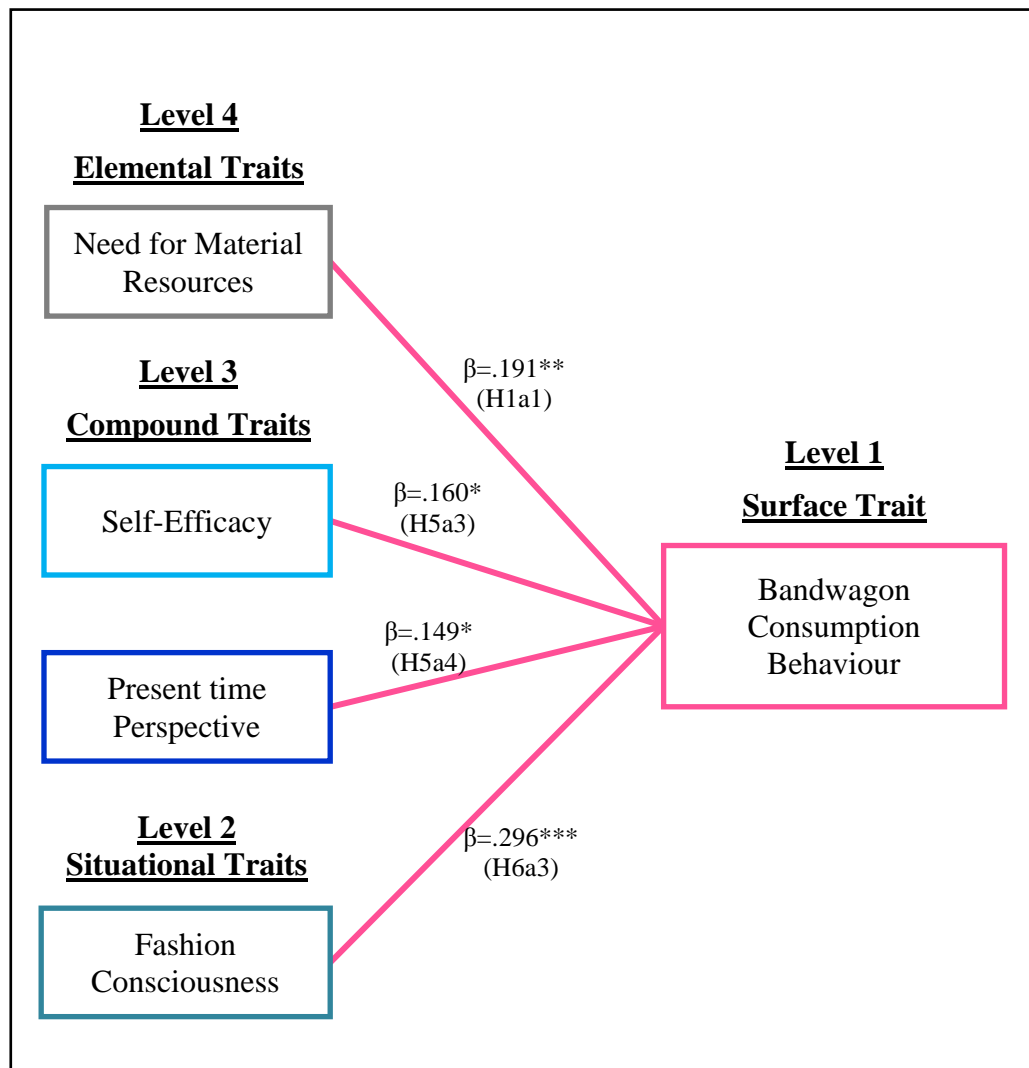 Level 4
Elemental Traits
Need for Material
Resources
β=.191**
(H1a1)
Level 3
Compound Traits
Self-Efficacy
β=.160*
(H5a3)
Level 1
Surface Trait
Bandwagon
Consumption
Behaviour
β=.149*
(H5a4)
Present time
Perspective
Level 2
Situational Traits
β=.296***
(H6a3)
Fashion
Consciousness